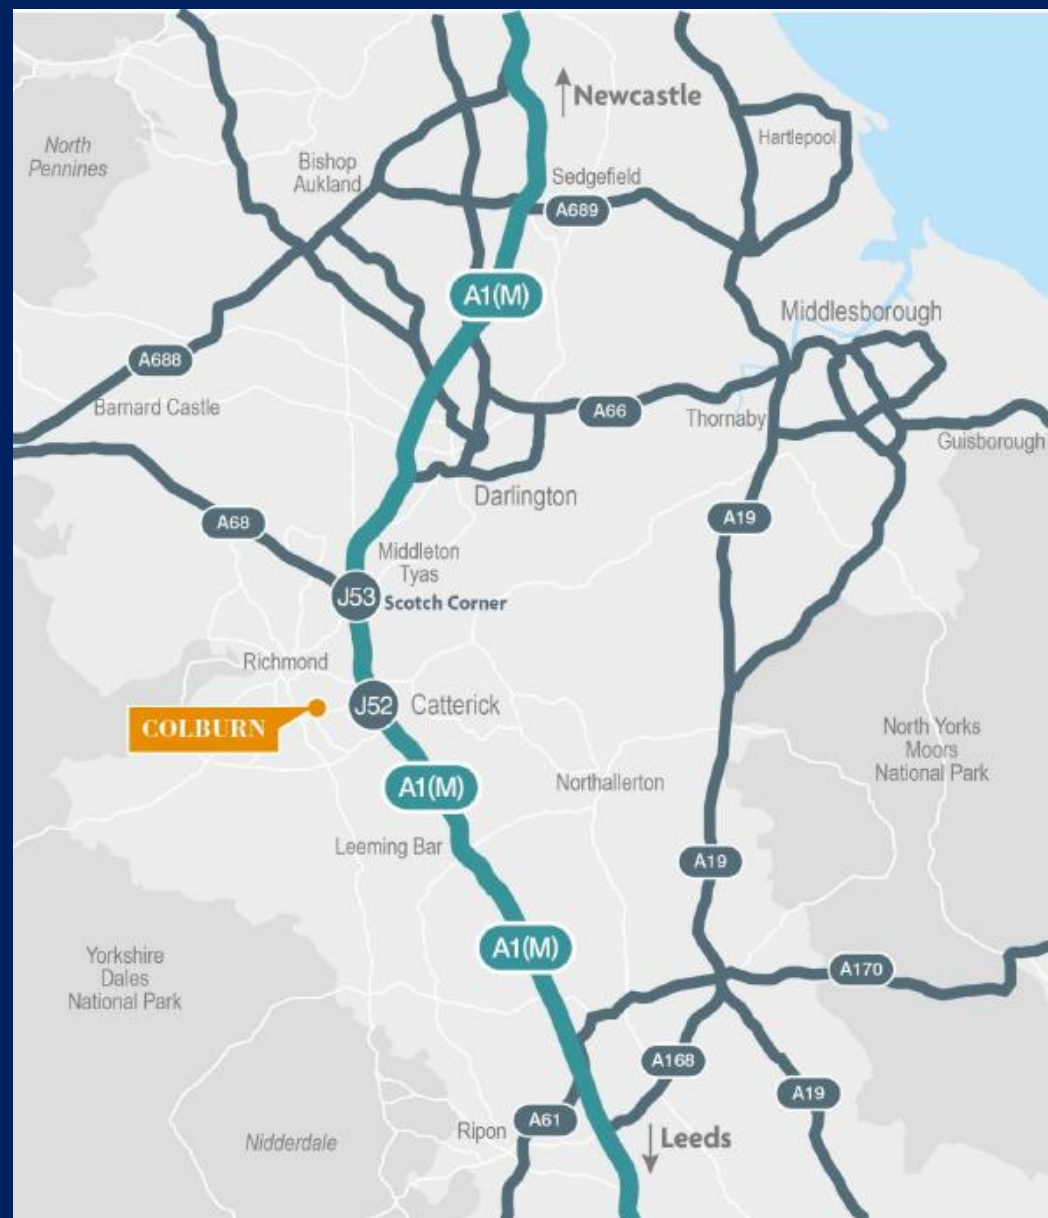 Newcastle
North
Pennines
Hartlepool
Bishop
Aukland
Sedgefield
A689
A1(M)
Middlesborough
A688
Barnard Castle
A66
Thornaby
Guisborough
Darlington
A68
A19
Middleton
Tyas
J53
Scotch Corner
Richmond
J52
Catterick
COLBURN
North Yorks
Moors
National Park
A1(M)
Northallerton
Leeming Bar
A19
A1(M)
Yorkshire
Dales
National Park
A170
A168
A19
A61
Ripon
Nidderdale
Leeds